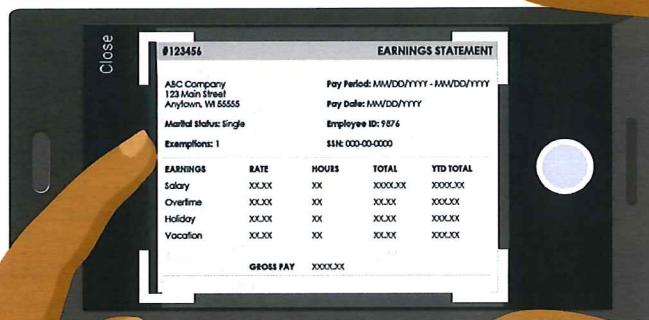 Close
#123456 EARNINGS STATEMENT
ABC Company Pay Period: MM/DD/YYYY - MM/DD/YYYY
123 Main Street
Anytown, WI 55555 Pay Date: MM/DD/YYYY
Marital Status: Single Employee ID: 9876
Exemptions: 1 SSN: 000-00-0000
EARNINGS RATE HOURS TOTAL YTD TOTAL
Salary XX.XX XX XXXX.XX XXXX.XX
Overtime XX.XX XX XX.XX XX.XX
Holiday XX.XX XX XX.XX XX.XX
Vacation XX.XX XX XX.XX XX.XX
GROSS PAY XXXX.XX